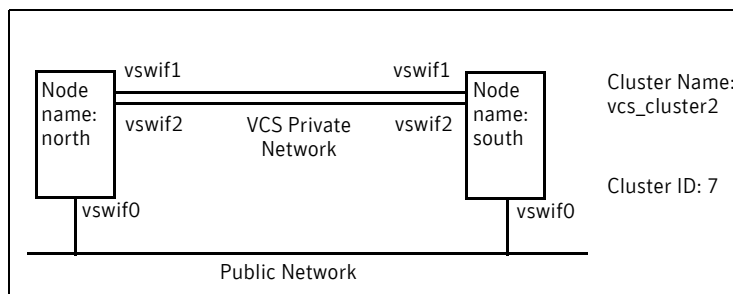 vswif1
vswif1
Node
name:
north
Node
name:
south
Cluster Name:
vcs_cluster2
vswif2
VCS Private
Network
vswif2
Cluster ID: 7
vswif0
vswif0
Public Network